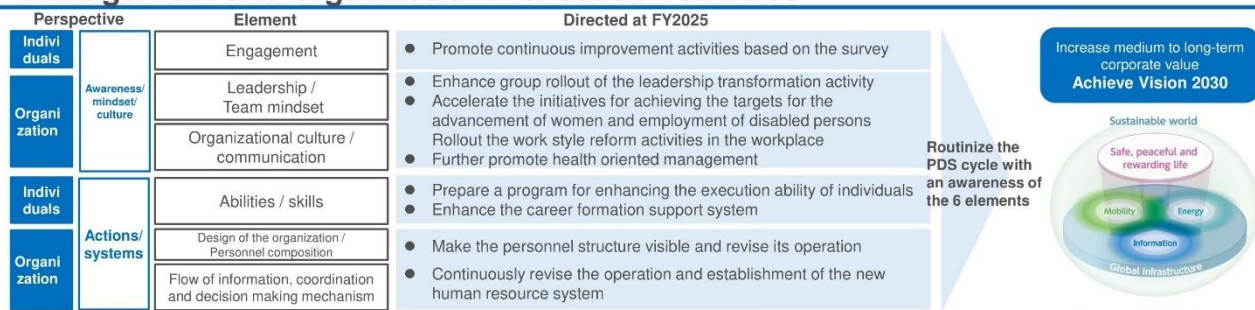 Perspective
Element
Directed at FY2025
Indivi
duals
Organi
zation
Awareness/
mindset/
culture
Engagement
Leadership /
Team mindset
Organizational culture /
communication
● Promote continuous improvement activities based on the survey
● Enhance group rollout of the leadership transformation activity
● Accelerate the initiatives for achieving the targets for the
advancement of women and employment of disabled persons
Rollout the work style reform activities in the workplace
● Further promote health oriented management
Indivi
duals
Organi
zation
Actions/
systems
Abilities / skills
Design of the organization /
Personnel composition
Flow of information, coordination
and decision making mechanism
● Prepare a program for enhancing the execution ability of individuals
● Enhance the career formation support system
● Make the personnel structure visible and revise its operation
● Continuously revise the operation and establishment of the new
human resource system
Routinize the
PDS cycle with
an awareness of
the 6 elements
Increase medium to long-term
corporate value
Achieve Vision 2030
Sustainable world
Safe, peaceful and
rewarding life
Mobility
Energy
Information
Global infrastructure